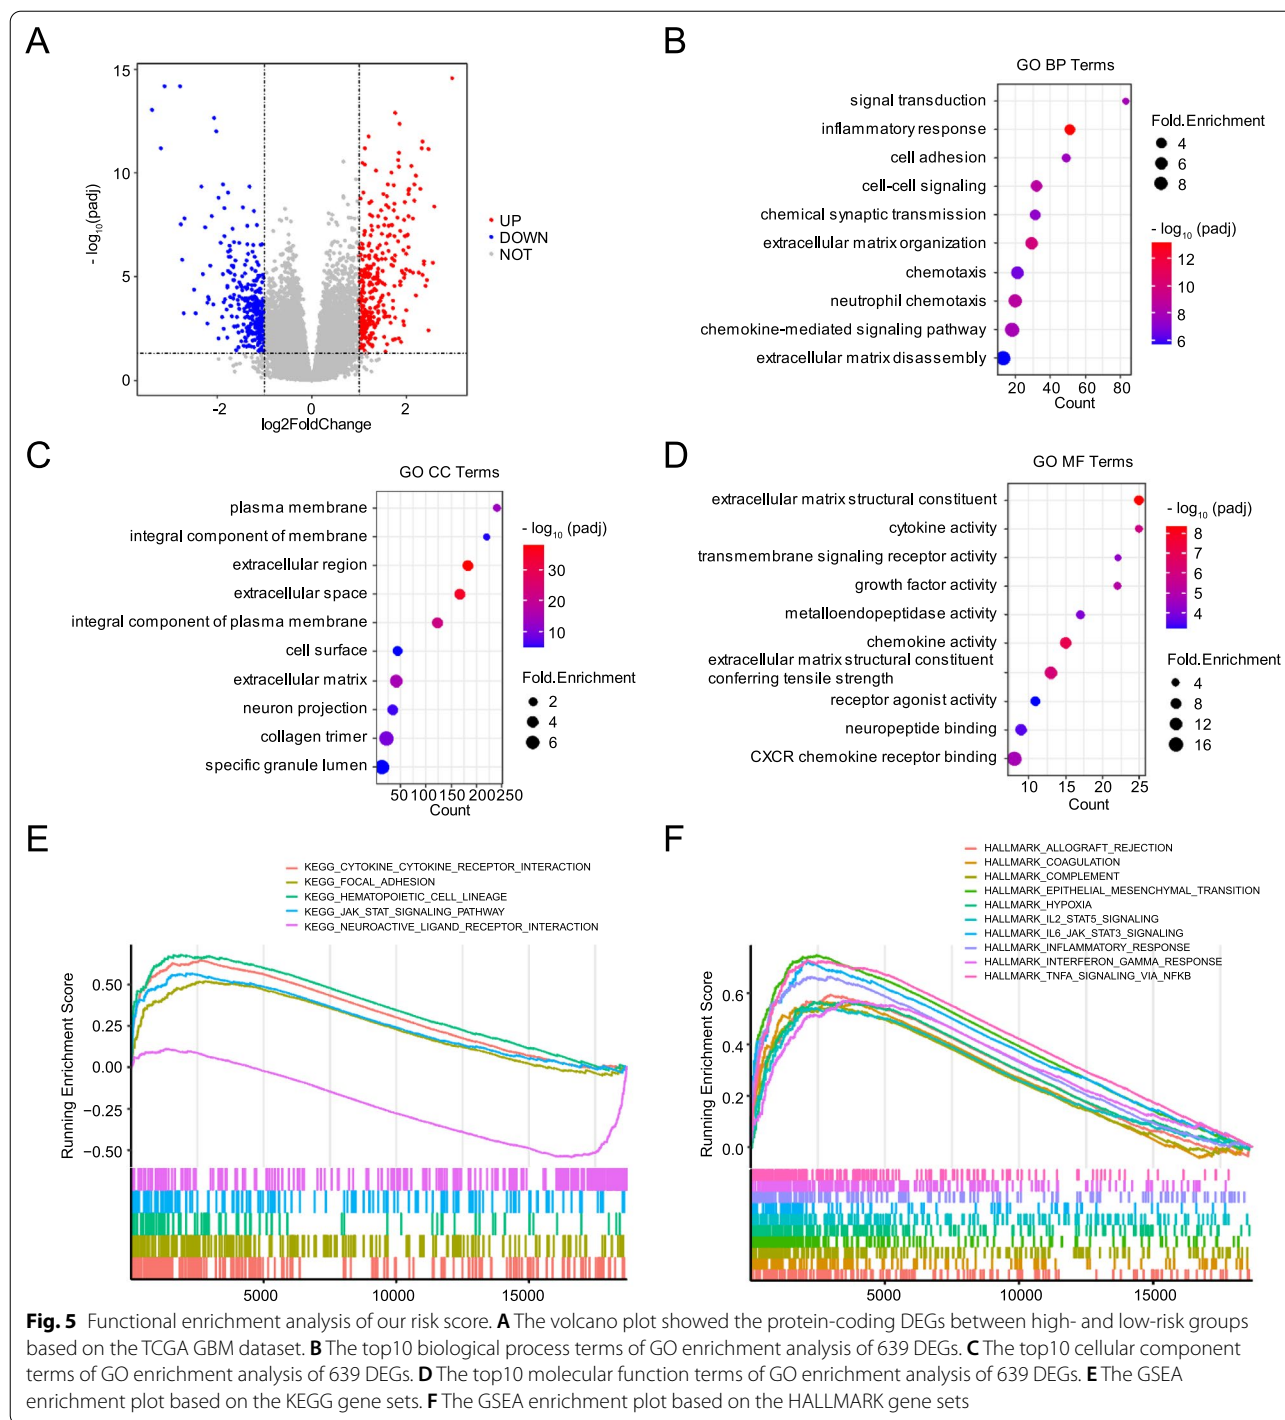 A
15
10
5
0
-2
0
2
- log10(padj)
log2FoldChange
UP
DOWN
NOT
B
GO BP Terms
signal transduction
inflammatory response
cell adhesion
cell-cell signaling
chemical synaptic transmission
extracellular matrix organization
chemotaxis
neutrophil chemotaxis
chemokine-mediated signaling pathway
extracellular matrix disassembly
20 40 60 80
Count
Fold.Enrichment
4
6
8
- log10 (padj)
12
10
8
6
C
GO CC Terms
plasma membrane
integral component of membrane
extracellular region
extracellular space
integral component of plasma membrane
cell surface
extracellular matrix
neuron projection
collagen trimer
specific granule lumen
50 100 150 200 250
Count
- log10 (padj)
30
20
10
Fold.Enrichment
2
4
6
D
GO MF Terms
extracellular matrix structural constituent
cytokine activity
transmembrane signaling receptor activity
growth factor activity
metalloendopeptidase activity
chemokine activity
extracellular matrix structural constituent
conferring tensile strength
receptor agonist activity
neuropeptide binding
CXCR chemokine receptor binding
10 15 20 25
Count
- log10 (padj)
8
7
6
5
4
Fold.Enrichment
4
8
12
16
E
KEGG_CYTOKINE_CYTOKINE_RECEPTOR_INTERACTION
KEGG_FOCAL_ADHESION
KEGG_HEMATOPOIETIC_CELL_LINEAGE
KEGG_JAK_STAT_SIGNALING_PATHWAY
KEGG_NEUROACTIVE_LIGAND_RECEPTOR_INTERACTION
Running Enrichment Score
0.50
0.25
0.00
−0.25
−0.50
5000 10000 15000
F
HALLMARK_ALLOGRAFT_REJECTION
HALLMARK_COAGULATION
HALLMARK_COMPLEMENT
HALLMARK_EPITHELIAL_MESENCHYMAL_TRANSITION
HALLMARK_HYPOXIA
HALLMARK_IL2_STAT5_SIGNALING
HALLMARK_IL6_JAK_STAT3_SIGNALING
HALLMARK_INFLAMMATORY_RESPONSE
HALLMARK_INTERFERON_GAMMA_RESPONSE
HALLMARK_TNFA_SIGNALING_VIA_NFKB
Running Enrichment Score
0.6
0.4
0.2
0.0
5000 10000 15000
Fig. 5 Functional enrichment analysis of our risk score. A The volcano plot showed the protein-coding DEGs between high- and low-risk groups
based on the TCGA GBM dataset. B The top10 biological process terms of GO enrichment analysis of 639 DEGs. C The top10 cellular component
terms of GO enrichment analysis of 639 DEGs. D The top10 molecular function terms of GO enrichment analysis of 639 DEGs. E The GSEA
enrichment plot based on the KEGG gene sets. F The GSEA enrichment plot based on the HALLMARK gene sets